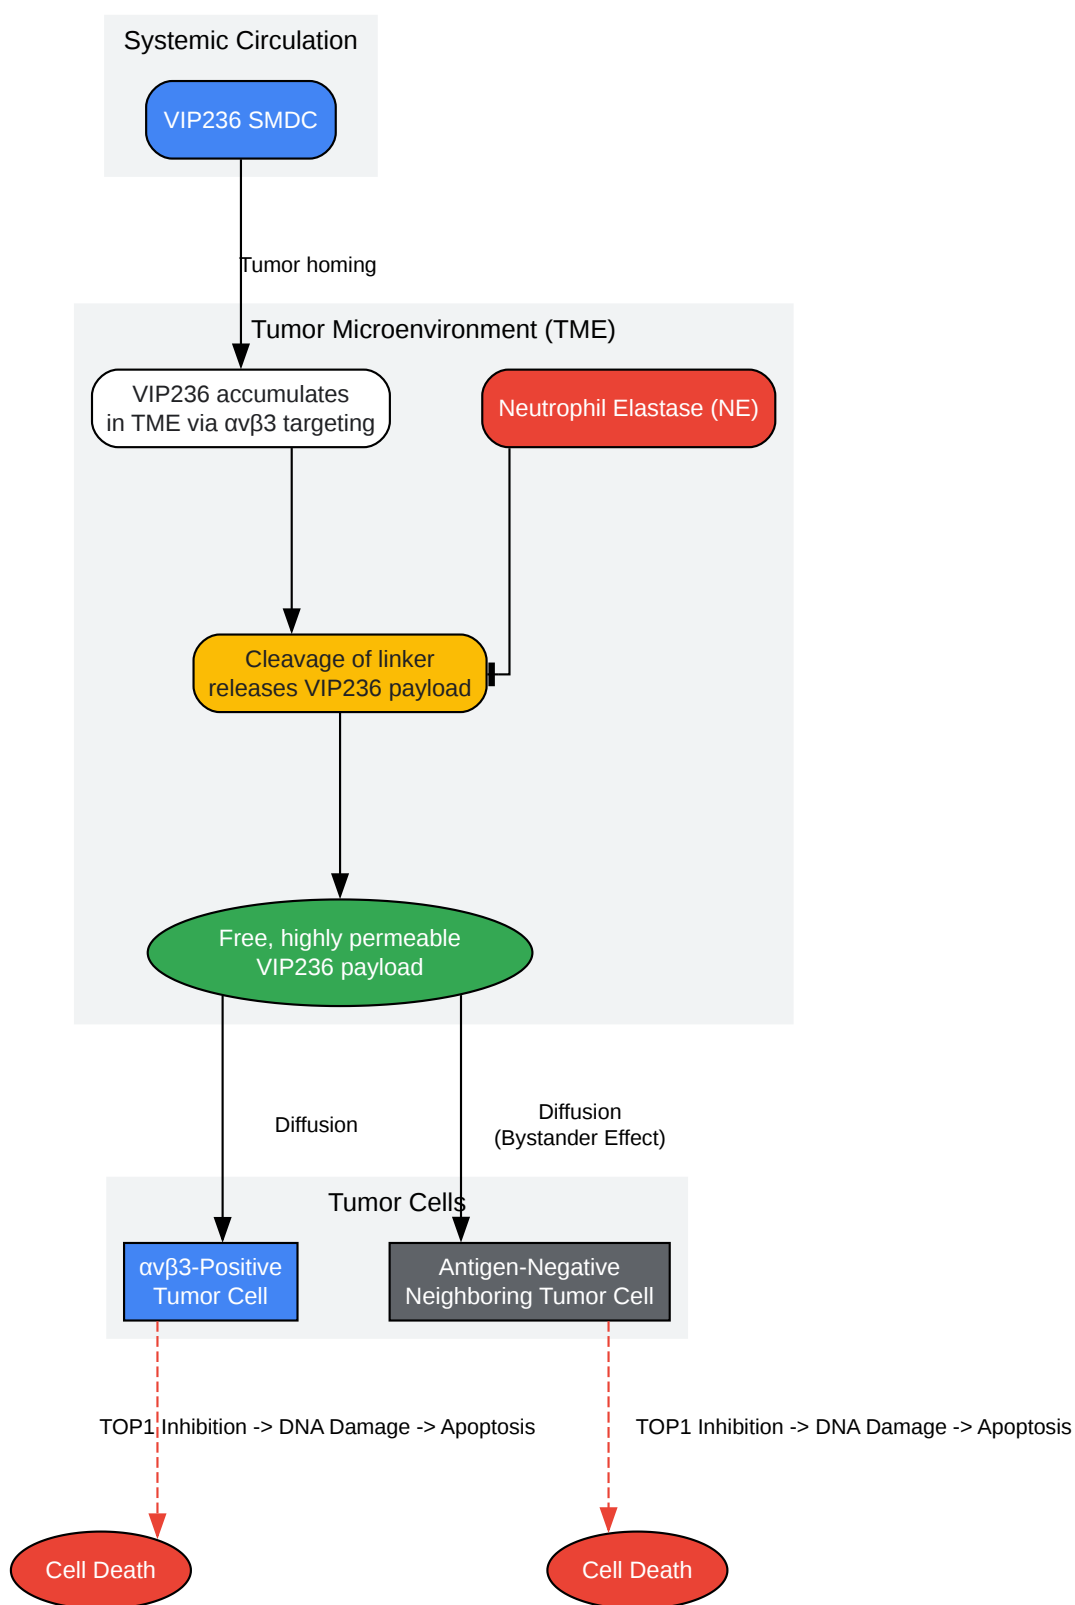 Systemic Circulation
VIP236 SMDC
Tumor homing
Tumor Microenvironment (TME)
VIP236 accumulates
in TME via αvβ3 targeting
Neutrophil Elastase (NE)
Cleavage of linker
releases VIP236 payload
Free, highly permeable
VIP236 payload
Diffusion
Diffusion
(Bystander Effect)
Tumor Cells
αvβ3-Positive
Tumor Cell
Antigen-Negative
Neighboring Tumor Cell
TOP1 Inhibition -> DNA Damage -> Apoptosis
TOP1 Inhibition -> DNA Damage -> Apoptosis
Cell Death
Cell Death